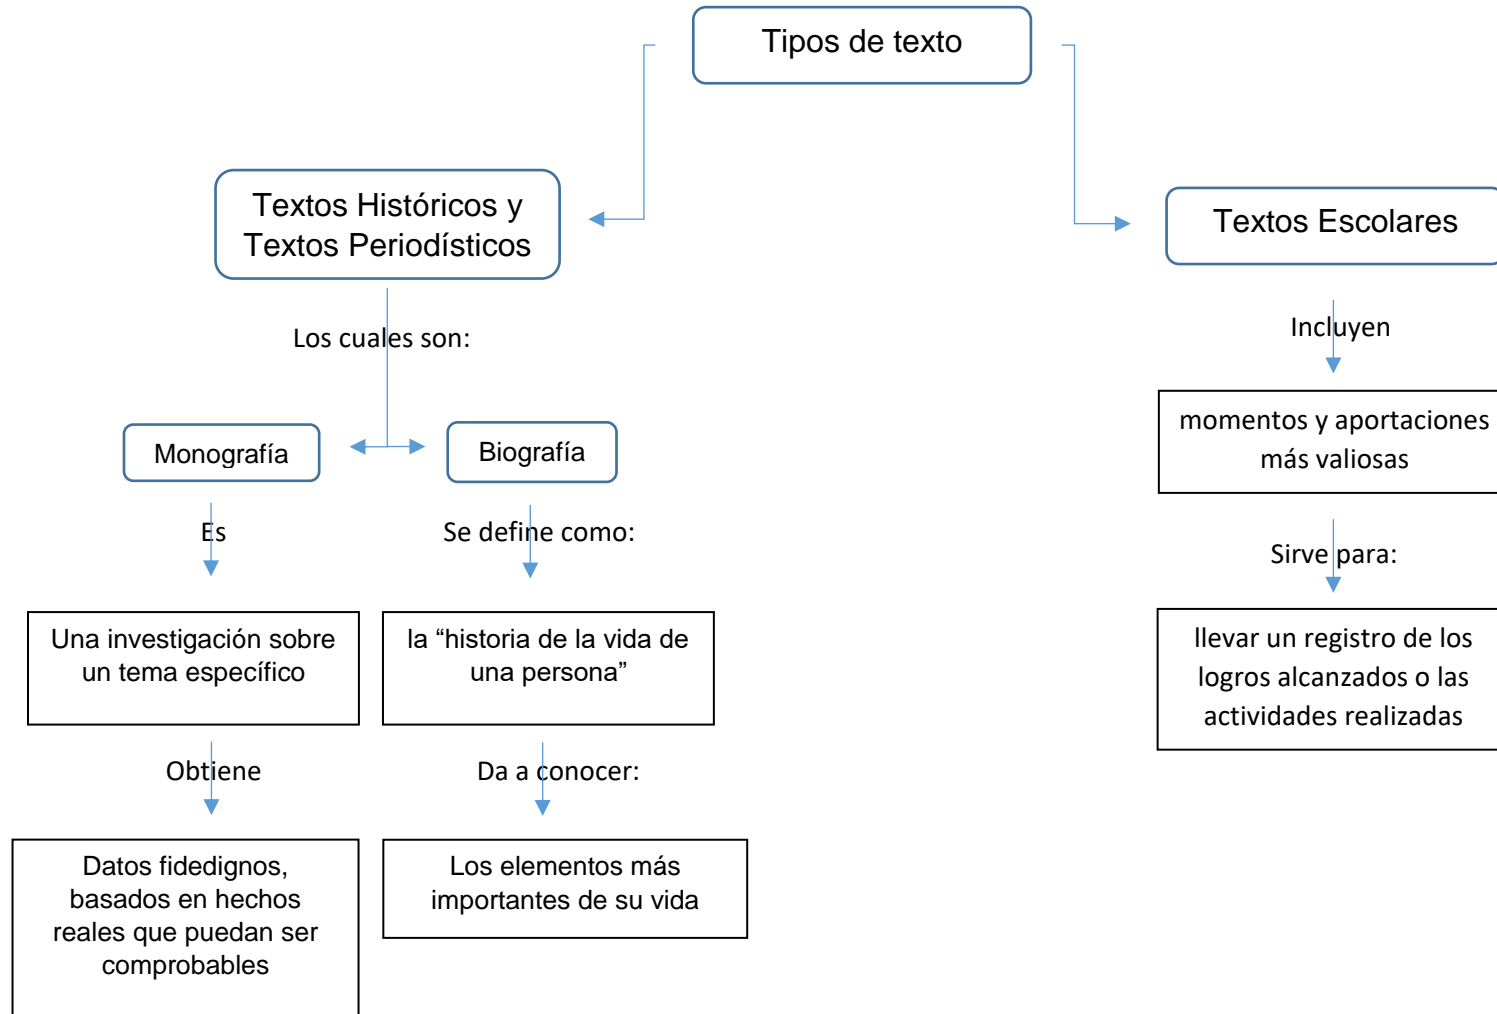 Tipos de texto
Textos Históricos y
Textos Periodísticos
Textos Escolares
Los cuales son:
Incluyen
Monografía
Biografía
momentos y aportaciones
más valiosas
Es
Se define como:
Sirve para:
Una investigación sobre
un tema específico
la “historia de la vida de
una persona”
llevar un registro de los
logros alcanzados o las
actividades realizadas
Obtiene
Da a conocer:
Datos fidedignos,
basados en hechos
reales que puedan ser
comprobables
Los elementos más
importantes de su vida